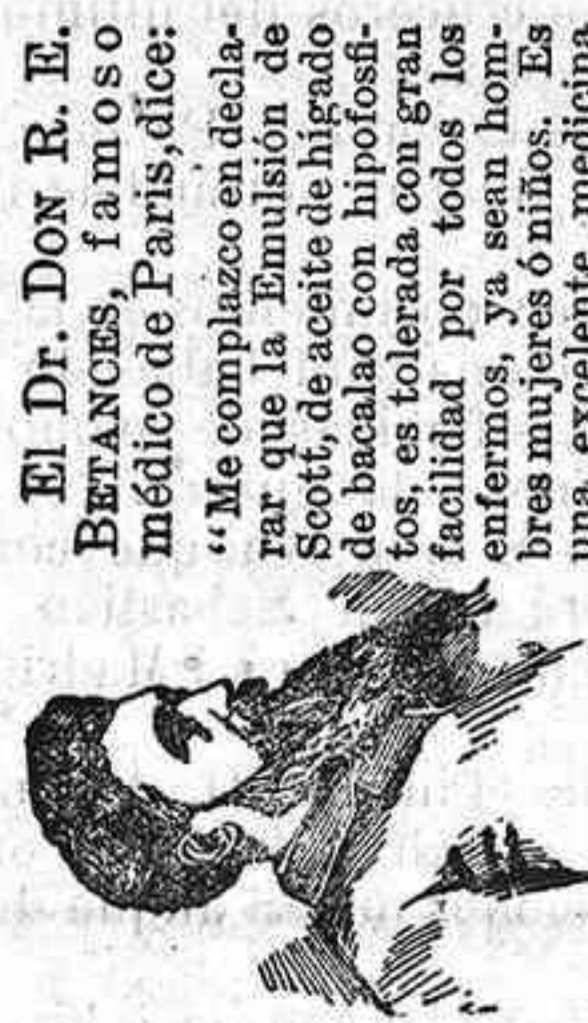 El Dr. DON R. E.
BETANCES, famoso
médico de Paris, dice:
“Me complazco en decla-
rar que la Emulsión de
Scott, de aceite de hígado
de bacalao con hipofosfi-
tos, es tolerada con gran
facilidad por todos los
enfermos, ya sean hom-
bres mujeres ó niños. Es
una excelente medicina